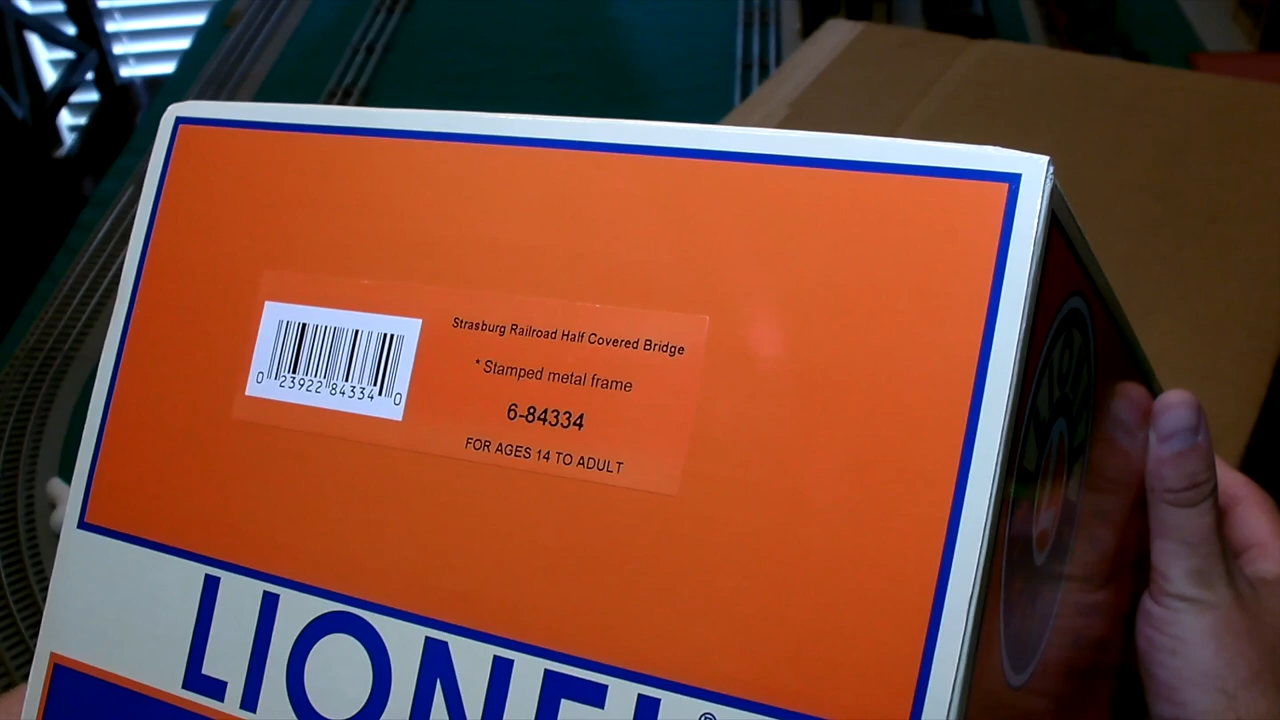 Strasburg Railroad Half Covered Bridge
* Stamped metal frame
6-84334
FOR AGES 14 TO ADULT
0 23922 84334 0
LIONEL ®